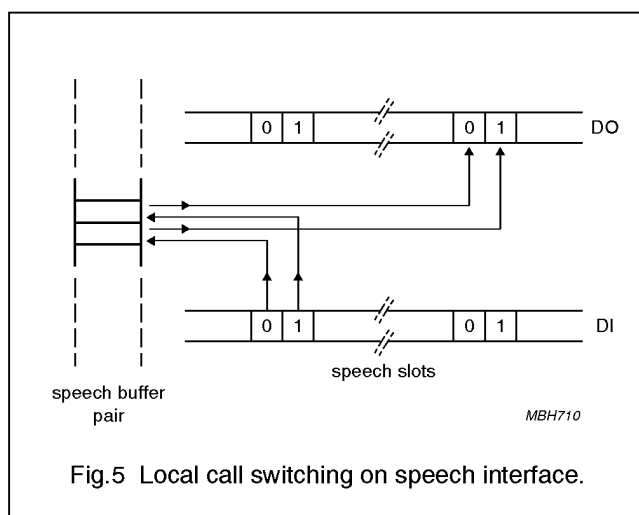 0 1 0 1 DO
0 1 0 1 DI
speech slots
speech buffer
pair
MBH710
Fig.5 Local call switching on speech interface.